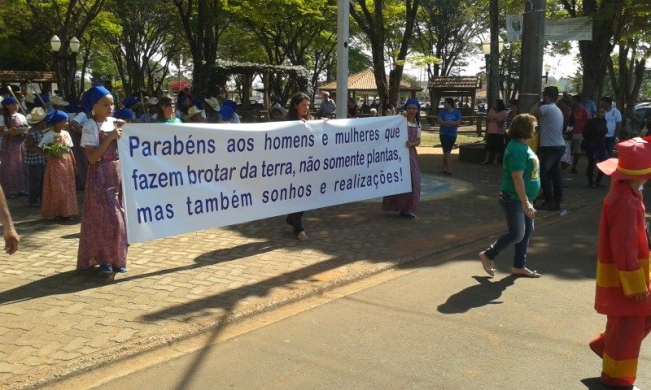 Parabéns aos homens e mulheres que
fazem brotar da terra, não somente plantas,
mas também sonhos e realizações!